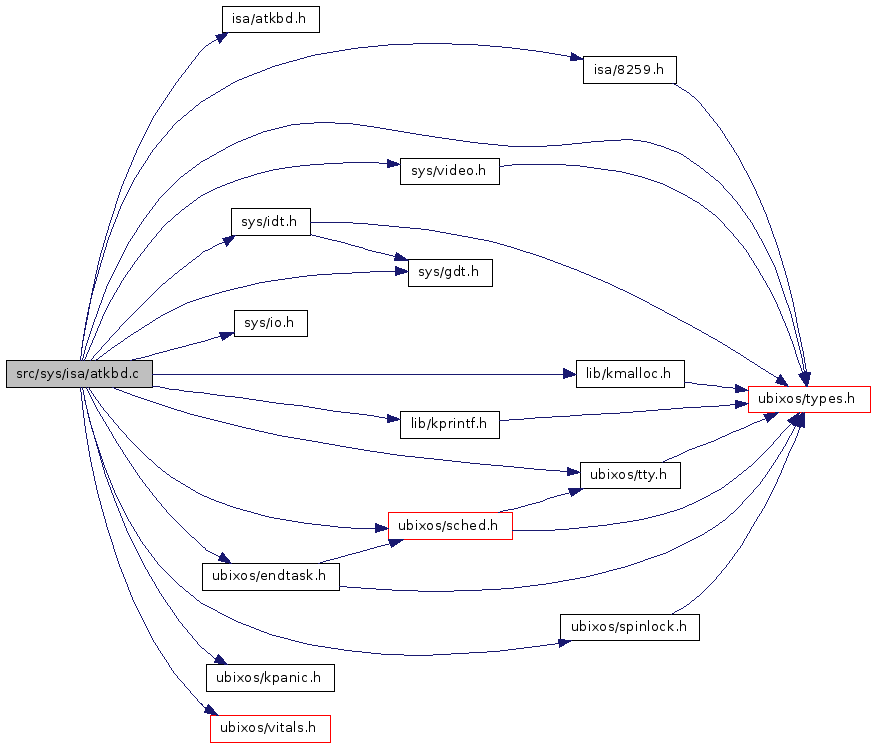 isa/atkbd.h
isa/8259.h
sys/video.h
sys/idt.h
sys/gdt.h
sys/io.h
src/sys/isa/atkbd.c
lib/kmalloc.h
ubixos/types.h
lib/kprintf.h
ubixos/tty.h
ubixos/sched.h
ubixos/endtask.h
ubixos/spinlock.h
ubixos/kpanic.h
ubixos/vitals.h